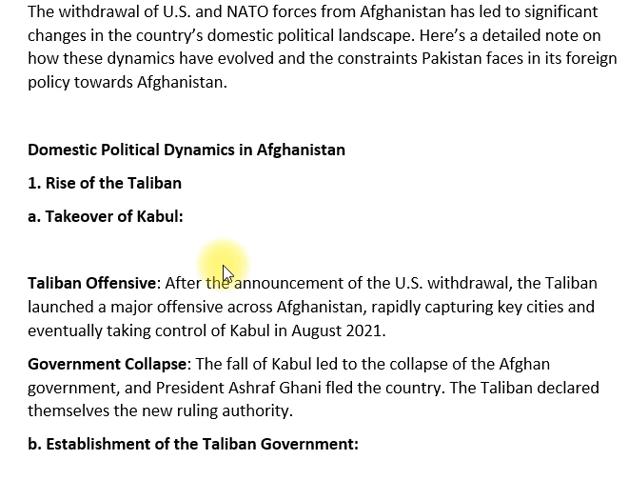 The withdrawal of U.S. and NATO forces from Afghanistan has led to significant
changes in the country's domestic political landscape. Here's a detailed note on
how these dynamics have evolved and the constraints Pakistan faces in its foreign
policy towards Afghanistan.
Domestic Political Dynamics in Afghanistan
1. Rise of the Taliban
a. Takeover of Kabul:
Taliban Offensive: After the announcement of the U.S. withdrawal, the Taliban
launched a major offensive across Afghanistan, rapidly capturing key cities and
eventually taking control of Kabul in August 2021.
Government Collapse: The fall of Kabul led to the collapse of the Afghan
government, and President Ashraf Ghani fled the country. The Taliban declared
themselves the new ruling authority.
b. Establishment of the Taliban Government: